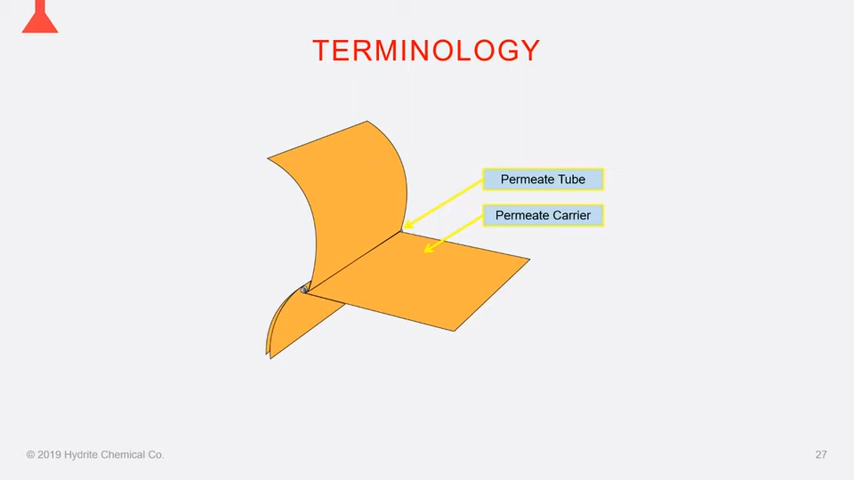 TERMINOLOGY
Permeate Tube
Permeate Carrier
© 2019 Hydrite Chemical Co.
27